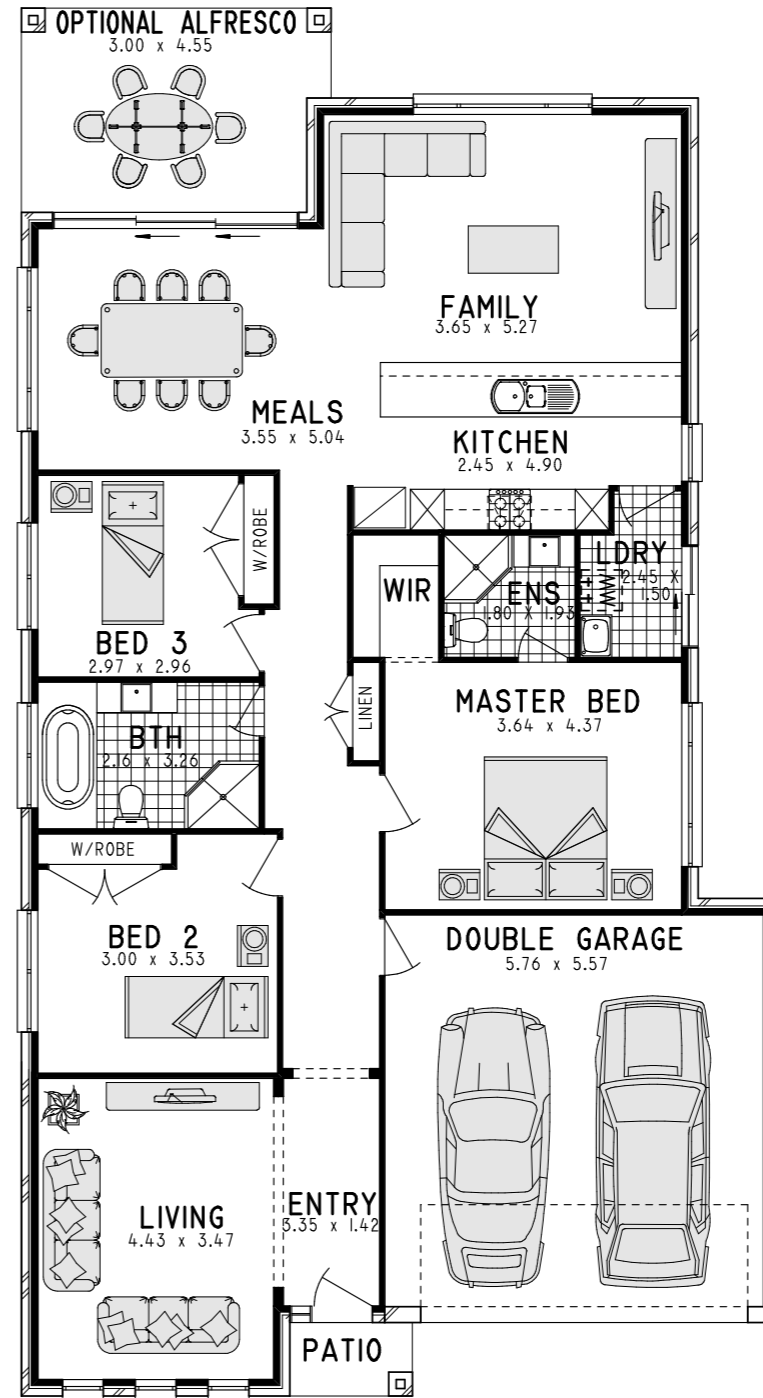 OPTIONAL ALFRESCO
3.00 x 4.55
FAMILY
3.65 x 5.27
MEALS
3.55 x 5.04
KITCHEN
2.45 x 4.90
W/ROBE
BED 3
2.97 x 2.96
WIR
ENS
1.80 X 1.93
LDRY
2.45 X
1.50
LINEN
MASTER BED
3.64 x 4.37
BTH
2.16 x 3.26
W/ROBE
BED 2
3.00 x 3.53
DOUBLE GARAGE
5.76 x 5.57
LIVING
4.43 x 3.47
ENTRY
3.35 x 1.42
PATIO